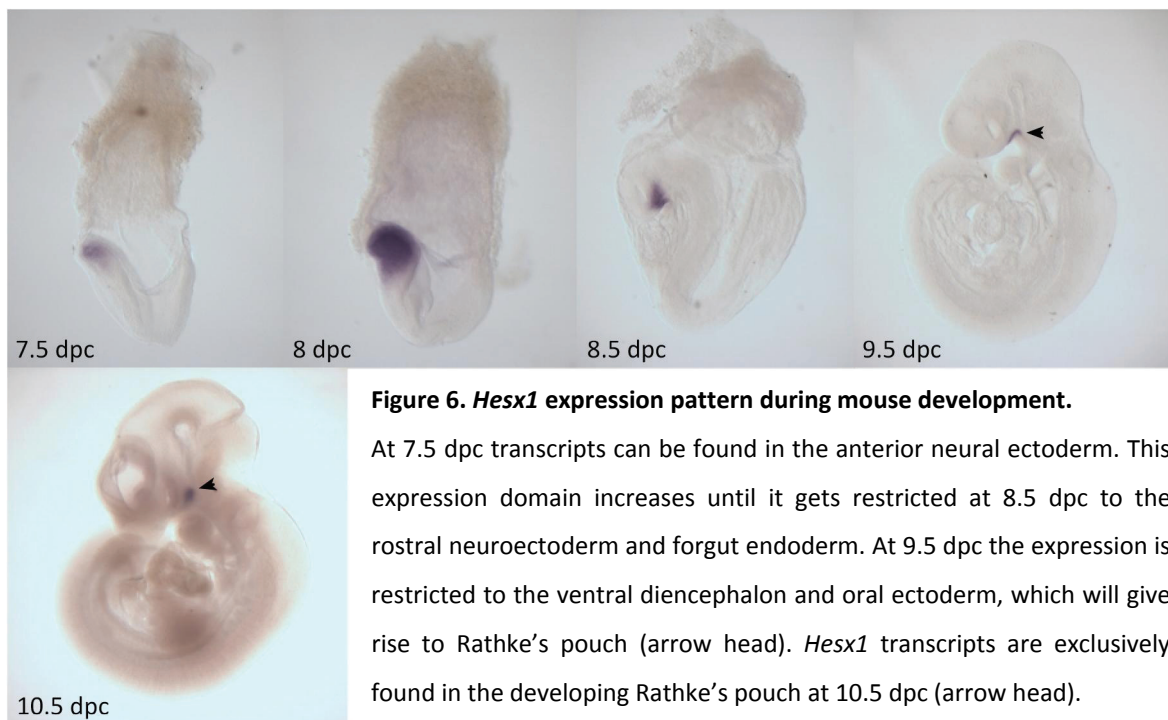 7.5 dpc
8 dpc
8.5 dpc
9.5 dpc
10.5 dpc
Figure 6. Hesx1 expression pattern during mouse development.
At 7.5 dpc transcripts can be found in the anterior neural ectoderm. This
expression domain increases until it gets restricted at 8.5 dpc to the
rostral neuroectoderm and forgut endoderm. At 9.5 dpc the expression is
restricted to the ventral diencephalon and oral ectoderm, which will give
rise to Rathke’s pouch (arrow head). Hesx1 transcripts are exclusively
found in the developing Rathke’s pouch at 10.5 dpc (arrow head).